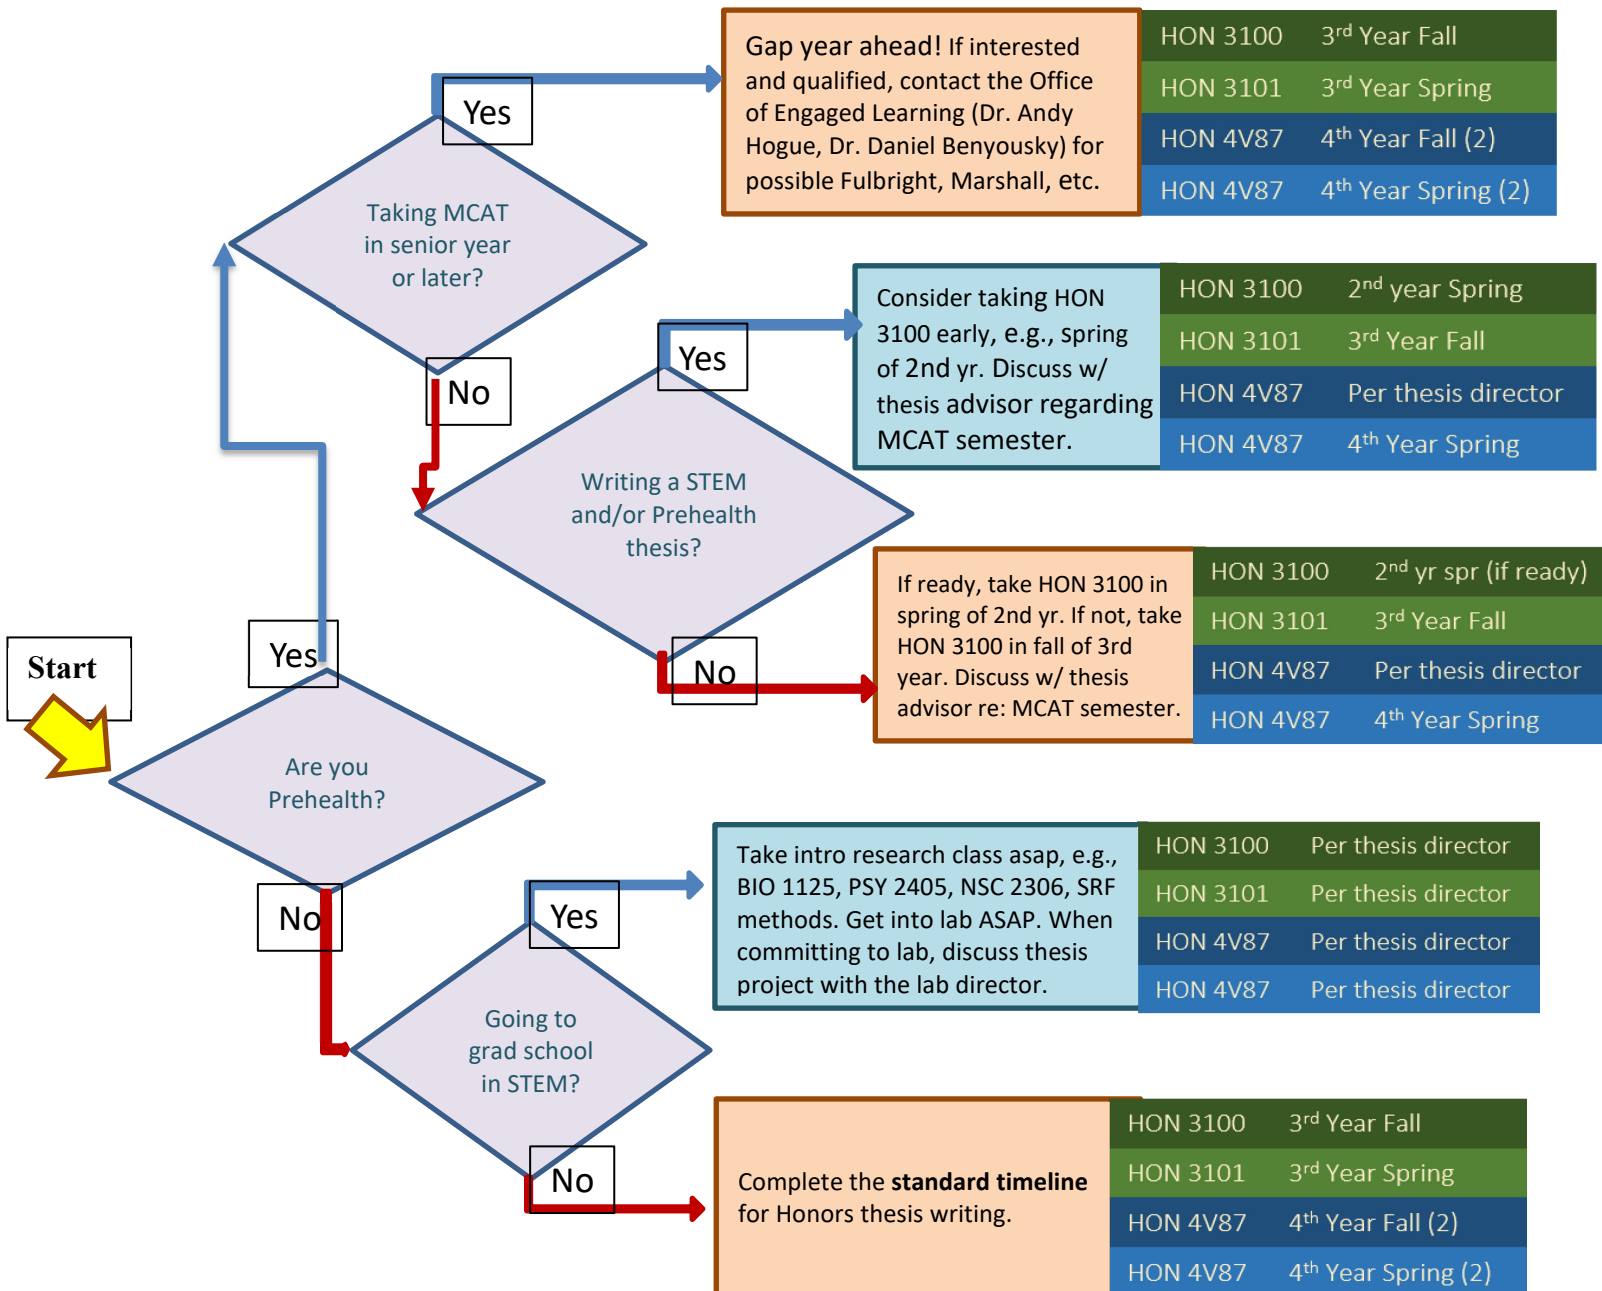 Gap year ahead! If interested
and qualified, contact the Office
of Engaged Learning (Dr. Andy
Hogue, Dr. Daniel Benyousky) for
possible Fulbright, Marshall, etc.
HON 3100 3rd Year Fall
HON 3101 3rd Year Spring
HON 4V87 4th Year Fall (2)
HON 4V87 4th Year Spring (2)
Yes
Taking MCAT
in senior year
or later?
No
Consider taking HON
3100 early, e.g., spring
of 2nd yr. Discuss w/
thesis advisor regarding
MCAT semester.
HON 3100 2nd year Spring
HON 3101 3rd Year Fall
HON 4V87 Per thesis director
HON 4V87 4th Year Spring
Yes
Writing a STEM
and/or Prehealth
thesis?
No
If ready, take HON 3100 in
spring of 2nd yr. If not, take
HON 3100 in fall of 3rd
year. Discuss w/ thesis
advisor re: MCAT semester.
HON 3100 2nd yr spr (if ready)
HON 3101 3rd Year Fall
HON 4V87 Per thesis director
HON 4V87 4th Year Spring
Start
Yes
Are you
Prehealth?
No
Take intro research class asap, e.g.,
BIO 1125, PSY 2405, NSC 2306, SRF
methods. Get into lab ASAP. When
committing to lab, discuss thesis
project with the lab director.
HON 3100 Per thesis director
HON 3101 Per thesis director
HON 4V87 Per thesis director
HON 4V87 Per thesis director
Yes
Going to
grad school
in STEM?
No
Complete the standard timeline
for Honors thesis writing.
HON 3100 3rd Year Fall
HON 3101 3rd Year Spring
HON 4V87 4th Year Fall (2)
HON 4V87 4th Year Spring (2)